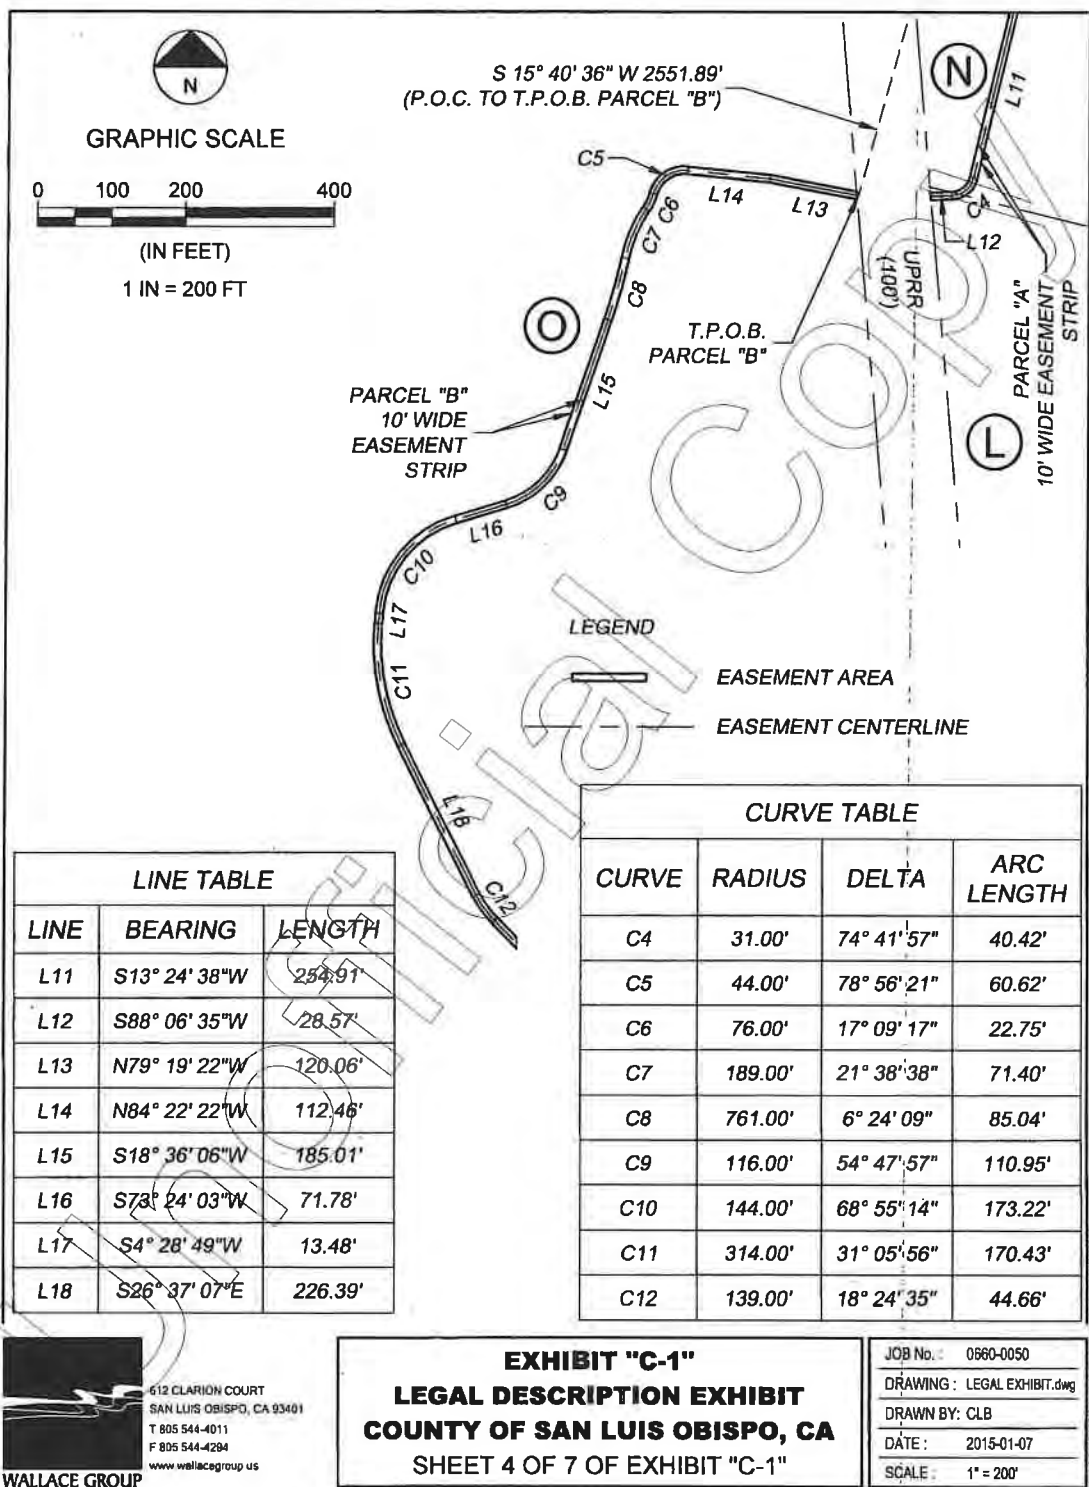 N
GRAPHIC SCALE
0 100 200 400
(IN FEET)
1 IN = 200 FT
S 15° 40' 36" W 2551.89'
(P.O.C. TO T.P.O.B. PARCEL "B")
N
L11
C5
L14
L13
C6
C7
C8
C4
L12
UPRR
(100')
PARCEL "A"
10' WIDE EASEMENT
STRIP
O
T.P.O.B.
PARCEL "B"
L15
PARCEL "B"
10' WIDE
EASEMENT
STRIP
L
C9
L16
C10
L17
C11
L18
C12
LEGEND
EASEMENT AREA
EASEMENT CENTERLINE
Unofficial Copy
LINE TABLE
LINE BEARING LENGTH
L11 S13° 24' 38"W 254.91'
L12 S88° 06' 35"W 28.57'
L13 N79° 19' 22"W 120.06'
L14 N84° 22' 22"W 112.46'
L15 S18° 36' 06"W 185.01'
L16 S73° 24' 03"W 71.78'
L17 S4° 28' 49"W 13.48'
L18 S26° 37' 07"E 226.39'
CURVE TABLE
CURVE RADIUS DELTA ARC LENGTH
C4 31.00' 74° 41' 57" 40.42'
C5 44.00' 78° 56' 21" 60.62'
C6 76.00' 17° 09' 17" 22.75'
C7 189.00' 21° 38' 38" 71.40'
C8 761.00' 6° 24' 09" 85.04'
C9 116.00' 54° 47' 57" 110.95'
C10 144.00' 68° 55' 14" 173.22'
C11 314.00' 31° 05' 56" 170.43'
C12 139.00' 18° 24' 35" 44.66'
612 CLARION COURT
SAN LUIS OBISPO, CA 93401
T 805 544-4011
F 805 544-4294
www wallacegroup us
WALLACE GROUP
EXHIBIT "C-1"
LEGAL DESCRIPTION EXHIBIT
COUNTY OF SAN LUIS OBISPO, CA
SHEET 4 OF 7 OF EXHIBIT "C-1"
JOB No. : 0660-0050
DRAWING : LEGAL EXHIBIT.dwg
DRAWN BY: CLB
DATE : 2015-01-07
SCALE : 1" = 200'